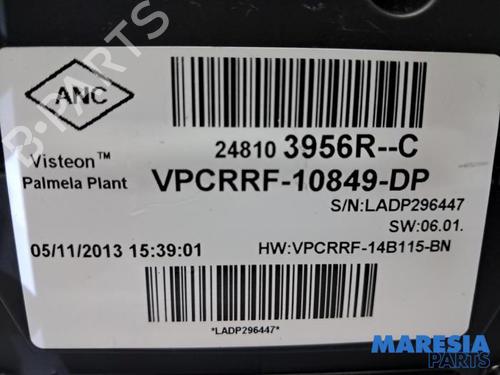 ANC
24810 3956R--C
Visteon™
Palmela Plant
VPCRRF-10849-DP
S/N:LADP296447
SW:06.01.
05/11/2013 15:39:01
HW:VPCRRF-14B115-BN
*LADP296447*
B-PARTS
MARESIA
PARTS